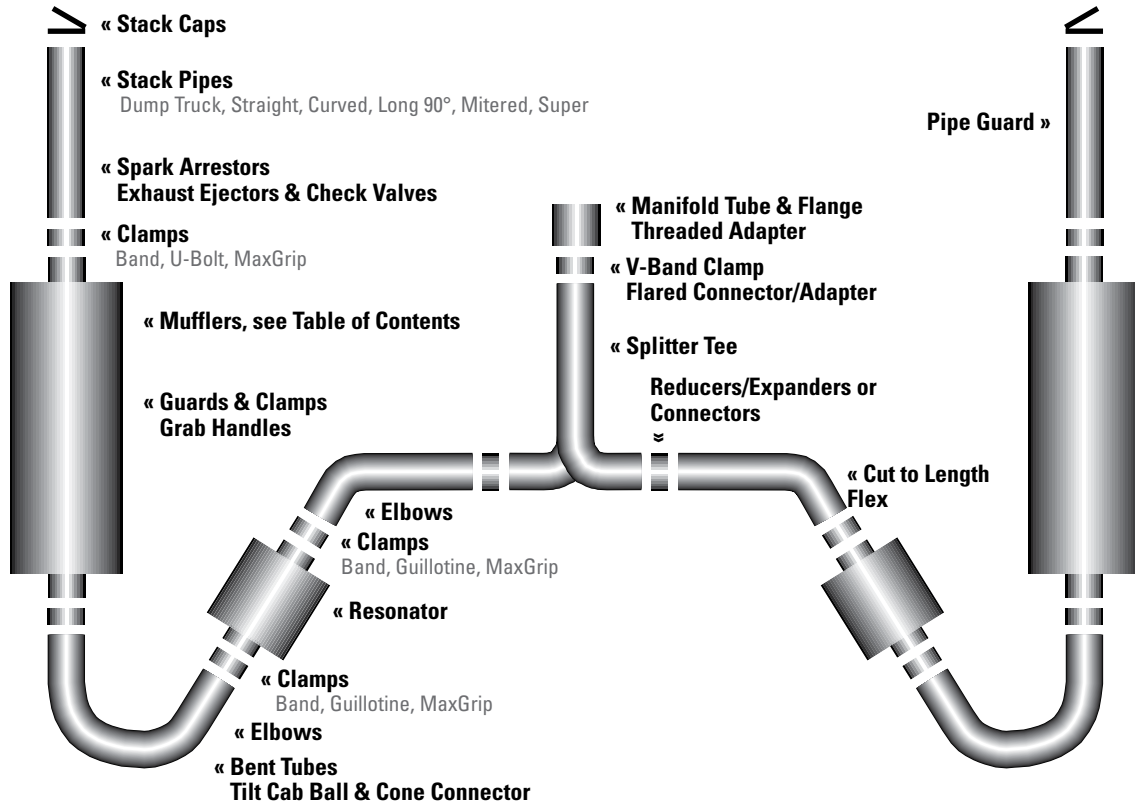 « Stack Caps
« Stack Pipes
Dump Truck, Straight, Curved, Long 90°, Mitered, Super
Pipe Guard »
« Spark Arrestors
Exhaust Ejectors & Check Valves
« Manifold Tube & Flange
Threaded Adapter
« Clamps
Band, U-Bolt, MaxGrip
« V-Band Clamp
Flared Connector/Adapter
« Mufflers, see Table of Contents
« Splitter Tee
Reducers/Expanders or
Connectors
»
« Guards & Clamps
Grab Handles
« Cut to Length
Flex
« Elbows
« Clamps
Band, Guillotine, MaxGrip
« Resonator
« Clamps
Band, Guillotine, MaxGrip
« Elbows
« Bent Tubes
Tilt Cab Ball & Cone Connector